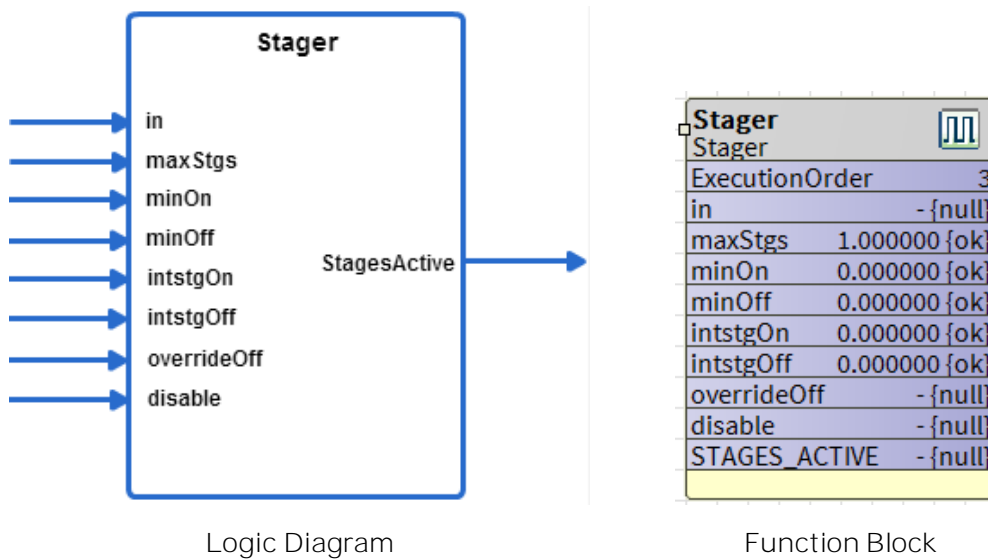 Stager
in
maxStgs
minOn
minOff
intstgOn
intstgOff
overrideOff
disable
StagesActive
Stager
Stager
ExecutionOrder 3
in - {null}
maxStgs 1.000000 {ok}
minOn 0.000000 {ok}
minOff 0.000000 {ok}
intstgOn 0.000000 {ok}
intstgOff 0.000000 {ok}
overrideOff - {null}
disable - {null}
STAGES_ACTIVE - {null}
Logic Diagram
Function Block